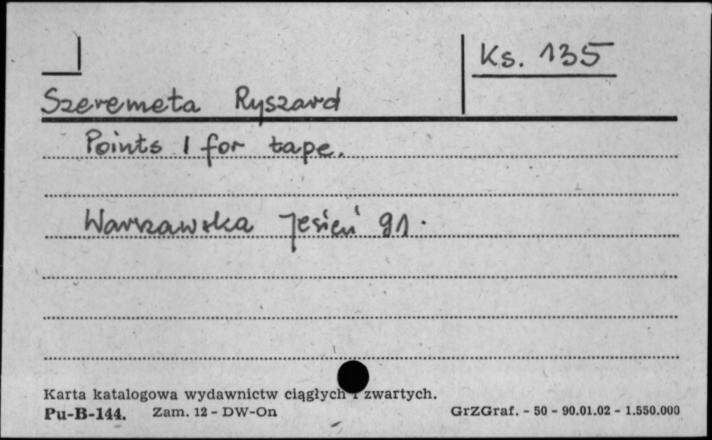 Ks. 135
Szeremeta Ryszard
Points I for tape.
Warszawska Jesień 91.
Karta katalogowa wydawnictw ciągłych i zwartych.
Pu-B-144. Zam. 12 - DW-On GrZGraf. - 50 - 90.01.02 - 1.550.000